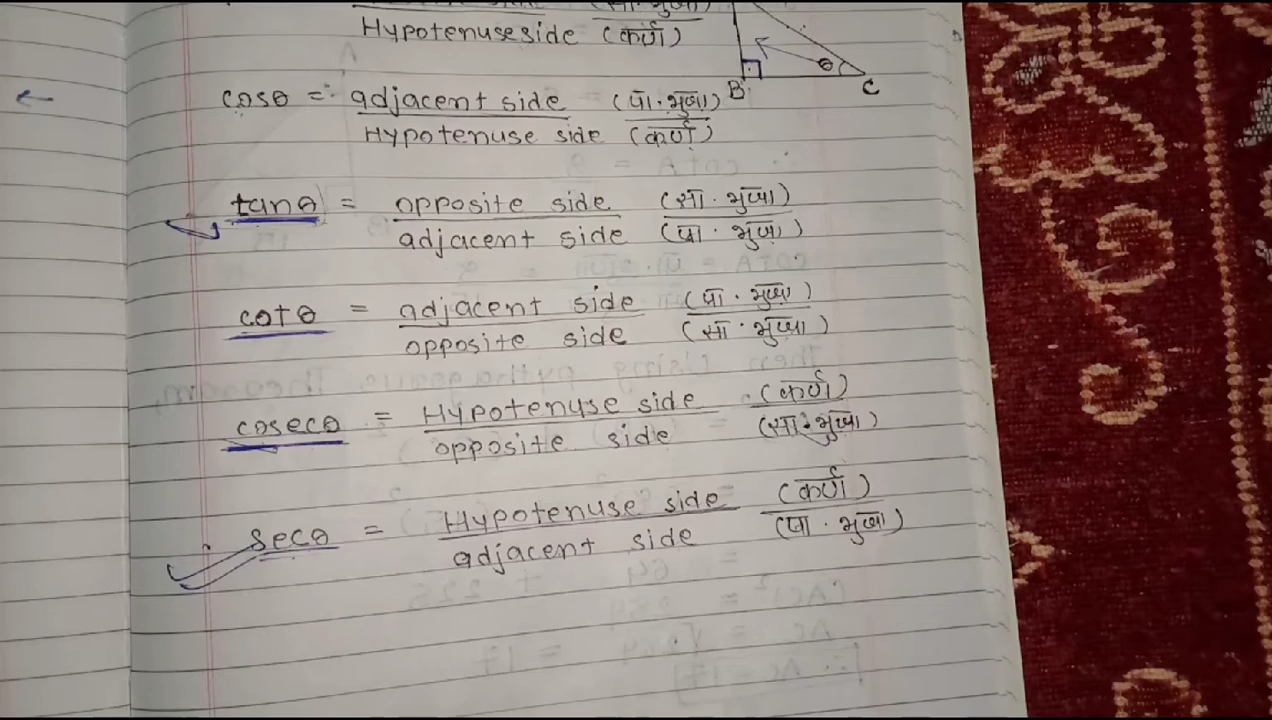 Hypotenuse side (कर्ण)
B C θ
cosθ = adjacent side (पा. भुजा)
Hypotenuse side (कर्ण)
tanθ = opposite side (सा. भुजा)
adjacent side (पा. भुजा)
cotθ = adjacent side (पा. भुजा)
opposite side (सा. भुजा)
cosecθ = Hypotenuse side (कर्ण)
opposite side (सा. भुजा)
secθ = Hypotenuse side (कर्ण)
adjacent side (पा. भुजा)